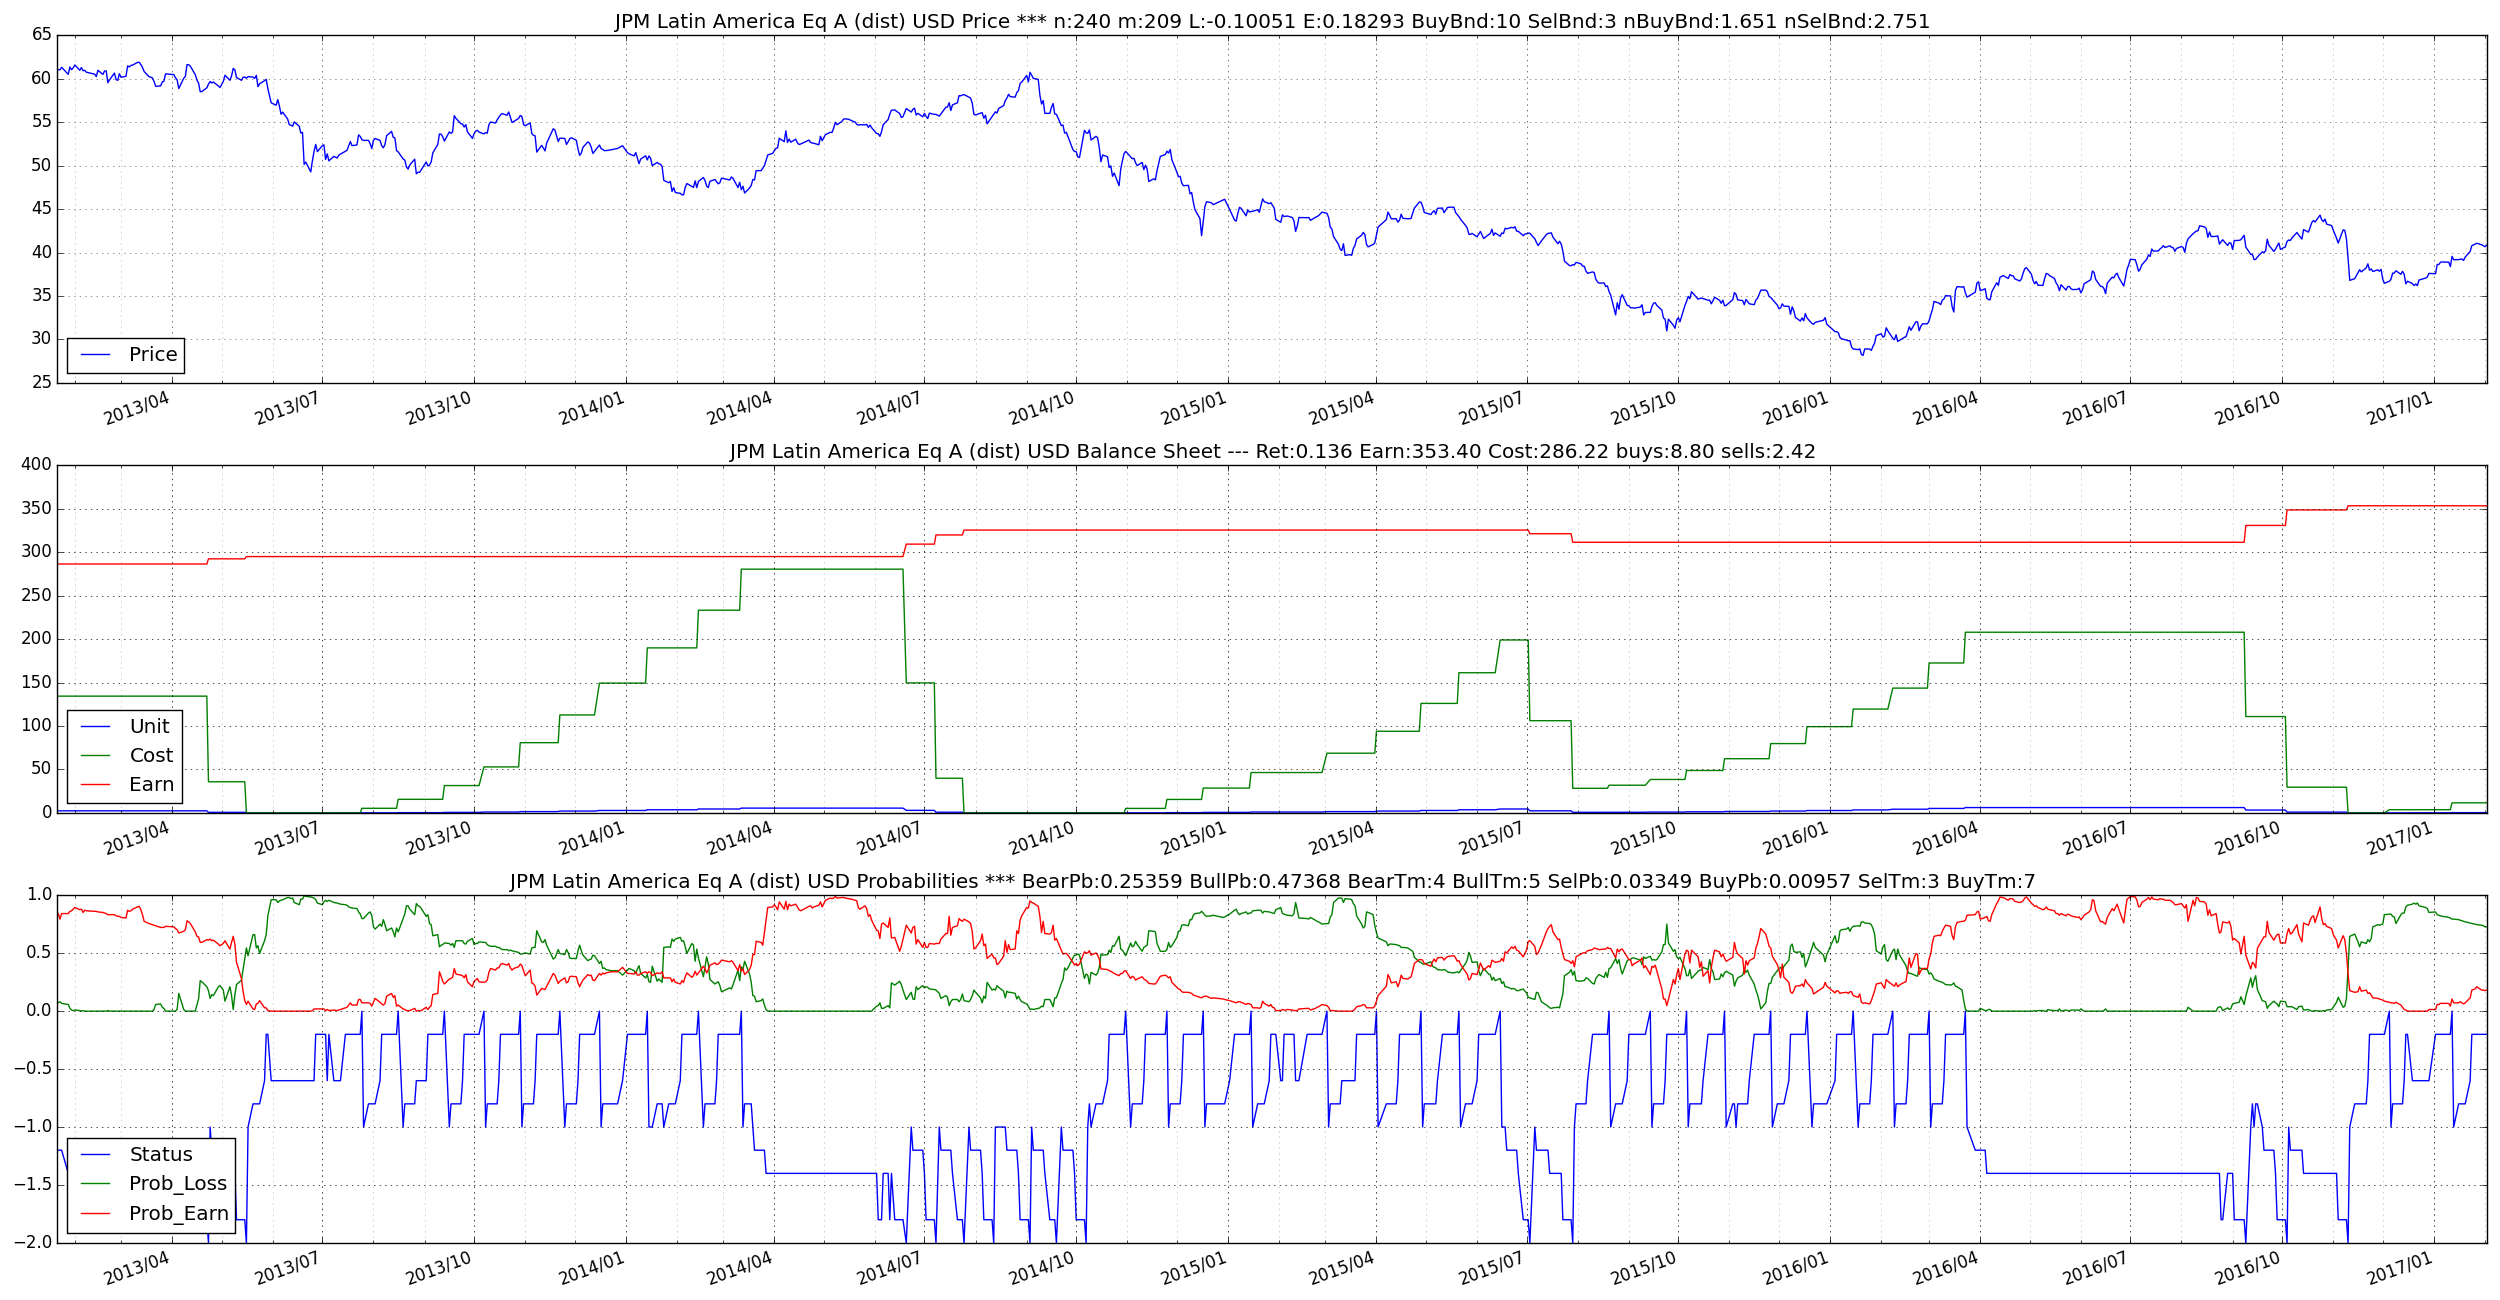 JPM Latin America Eq A (dist) USD Price *** n:240 m:209 L:-0.10051 E:0.18293 BuyBnd:10 SelBnd:3 nBuyBnd:1.651 nSelBnd:2.751
65
60
55
50
45
40
35
30
25
Price
2013/04 2013/07 2013/10 2014/01 2014/04 2014/07 2014/10 2015/01 2015/04 2015/07 2015/10 2016/01 2016/04 2016/07 2016/10 2017/01
JPM Latin America Eq A (dist) USD Balance Sheet --- Ret:0.136 Earn:353.40 Cost:286.22 buys:8.80 sells:2.42
400
350
300
250
200
150
100
50
0
Unit
Cost
Earn
2013/04 2013/07 2013/10 2014/01 2014/04 2014/07 2014/10 2015/01 2015/04 2015/07 2015/10 2016/01 2016/04 2016/07 2016/10 2017/01
JPM Latin America Eq A (dist) USD Probabilities *** BearPb:0.25359 BullPb:0.47368 BearTm:4 BullTm:5 SelPb:0.03349 BuyPb:0.00957 SelTm:3 BuyTm:7
1.0
0.5
0.0
−0.5
−1.0
−1.5
−2.0
Status
Prob_Loss
Prob_Earn
2013/04 2013/07 2013/10 2014/01 2014/04 2014/07 2014/10 2015/01 2015/04 2015/07 2015/10 2016/01 2016/04 2016/07 2016/10 2017/01